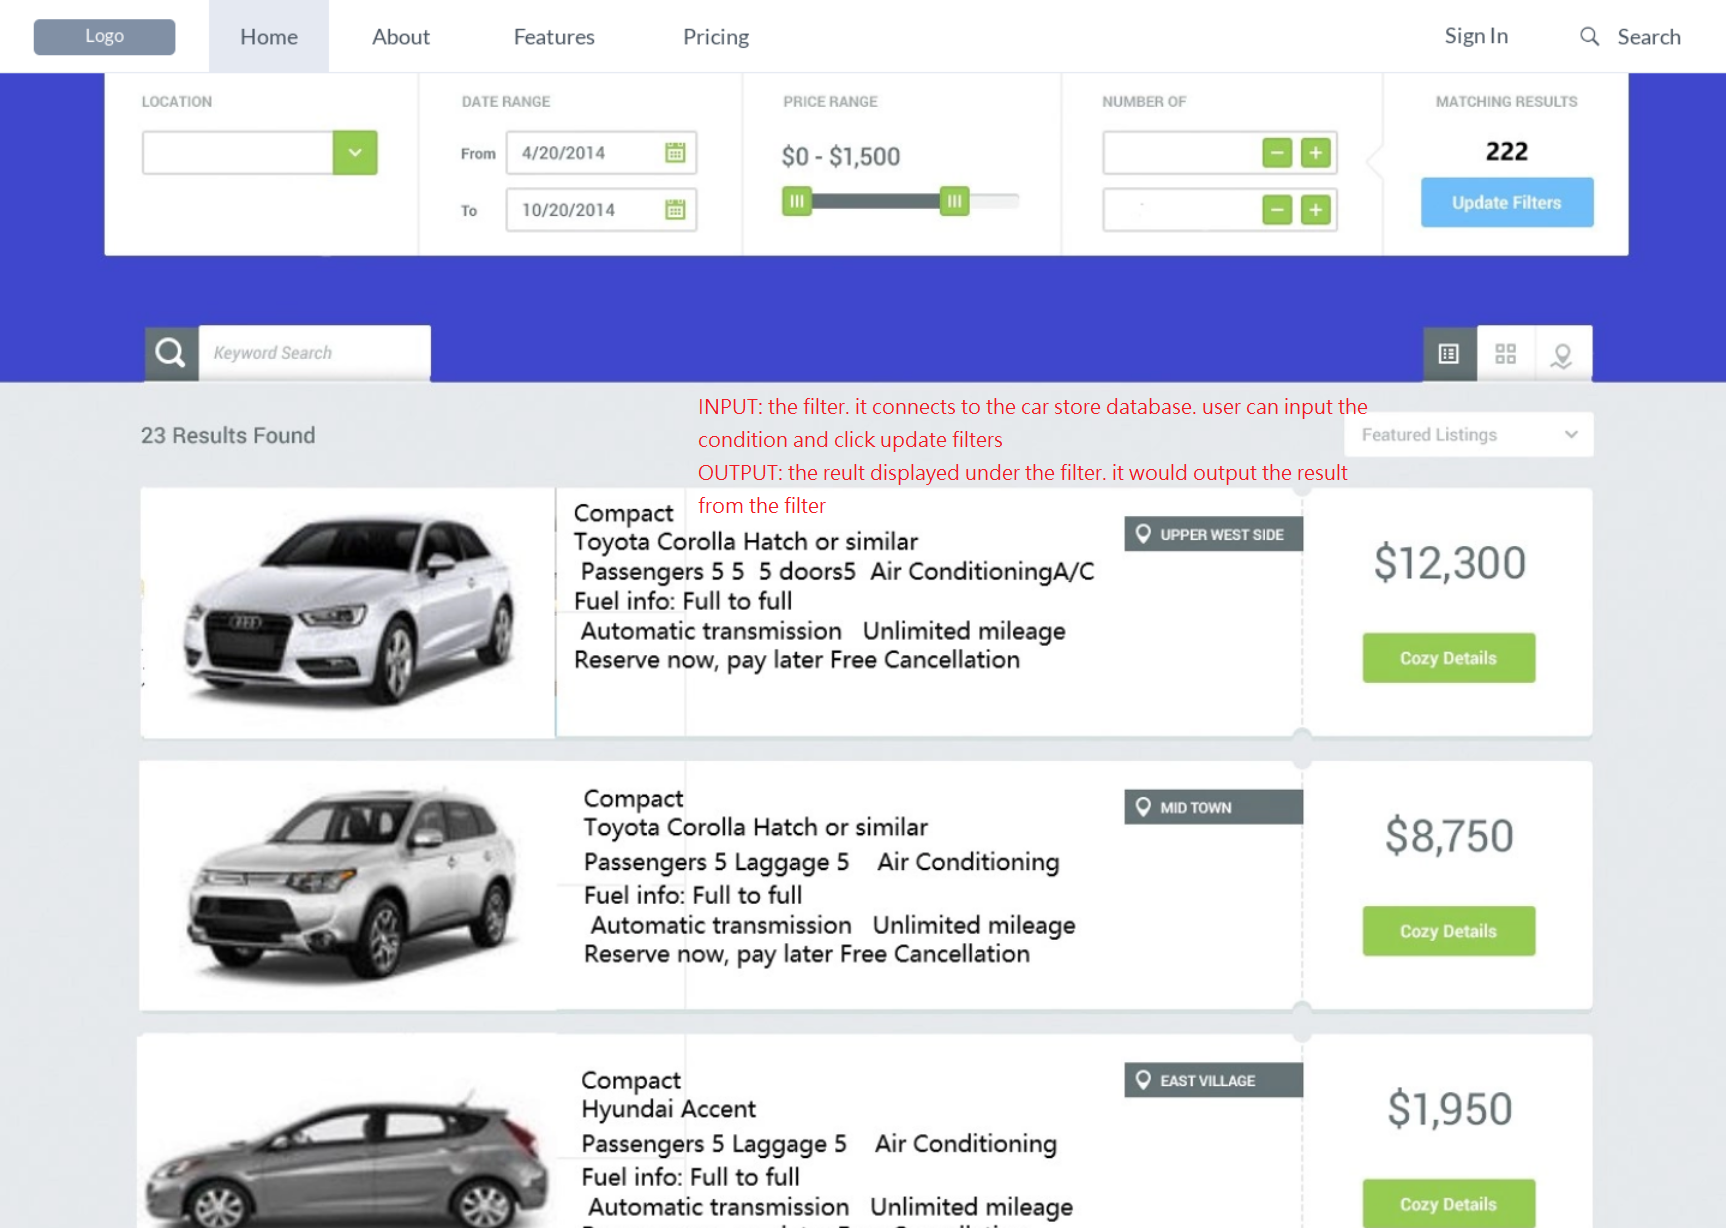 Logo
Home
About
Features
Pricing
Sign In
Search
LOCATION
DATE RANGE
From
4/20/2014
To
10/20/2014
PRICE RANGE
$0 - $1,500
NUMBER OF
MATCHING RESULTS
222
Update Filters
Keyword Search
INPUT: the filter. it connects to the car store database. user can input the
condition and click update filters
OUTPUT: the reult displayed under the filter. it would output the result
from the filter
23 Results Found
Featured Listings
Compact
Toyota Corolla Hatch or similar
Passengers 5 5  5 doors5  Air ConditioningA/C
Fuel info: Full to full
Automatic transmission   Unlimited mileage
Reserve now, pay later Free Cancellation
UPPER WEST SIDE
$12,300
Cozy Details
Compact
Toyota Corolla Hatch or similar
Passengers 5 Laggage 5    Air Conditioning
Fuel info: Full to full
Automatic transmission   Unlimited mileage
Reserve now, pay later Free Cancellation
MID TOWN
$8,750
Cozy Details
Compact
Hyundai Accent
Passengers 5 Laggage 5    Air Conditioning
Fuel info: Full to full
Automatic transmission   Unlimited mileage
EAST VILLAGE
$1,950
Cozy Details